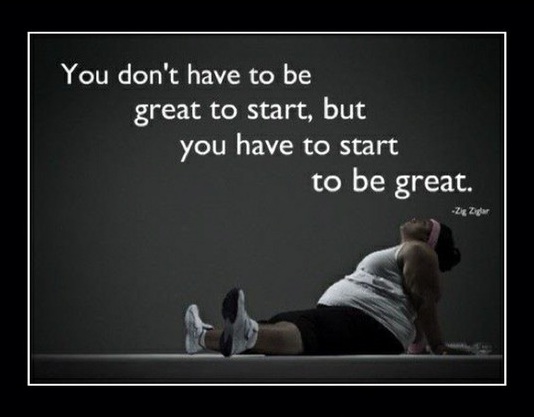 You don't have to be
great to start, but
you have to start
to be great.
-Zig Ziglar